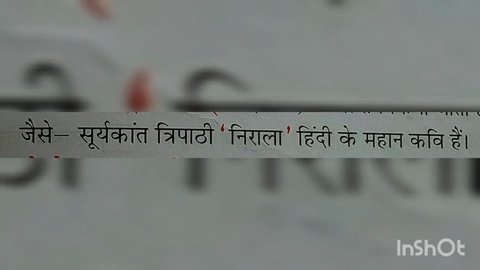 जैसे— सूर्यकांत त्रिपाठी 'निराला' हिंदी के महान कवि हैं।
InShOt